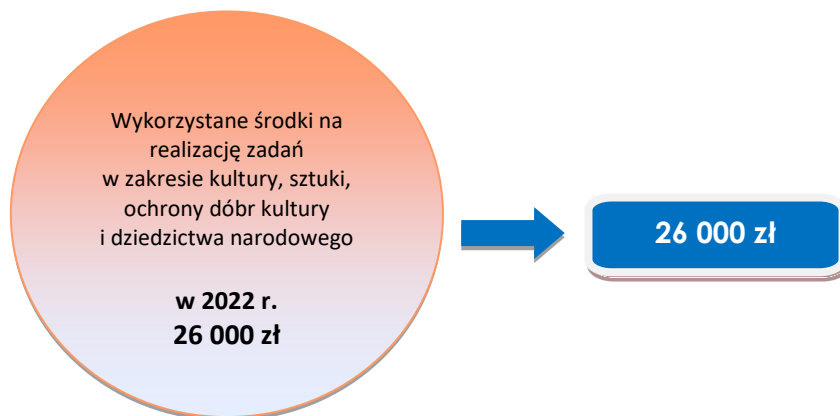 Wykorzystane środki na
realizację zadań
w zakresie kultury, sztuki,
ochrony dóbr kultury
i dziedzictwa narodowego
w 2022 r.
26 000 zł
26 000 zł